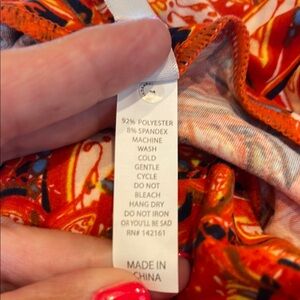 92% POLYESTER
8% SPANDEX
MACHINE
WASH
COLD
GENTLE
CYCLE
DO NOT
BLEACH
HANG DRY
DO NOT IRON
OR YOU'LL BE SAD
RN# 142161
MADE IN
CHINA